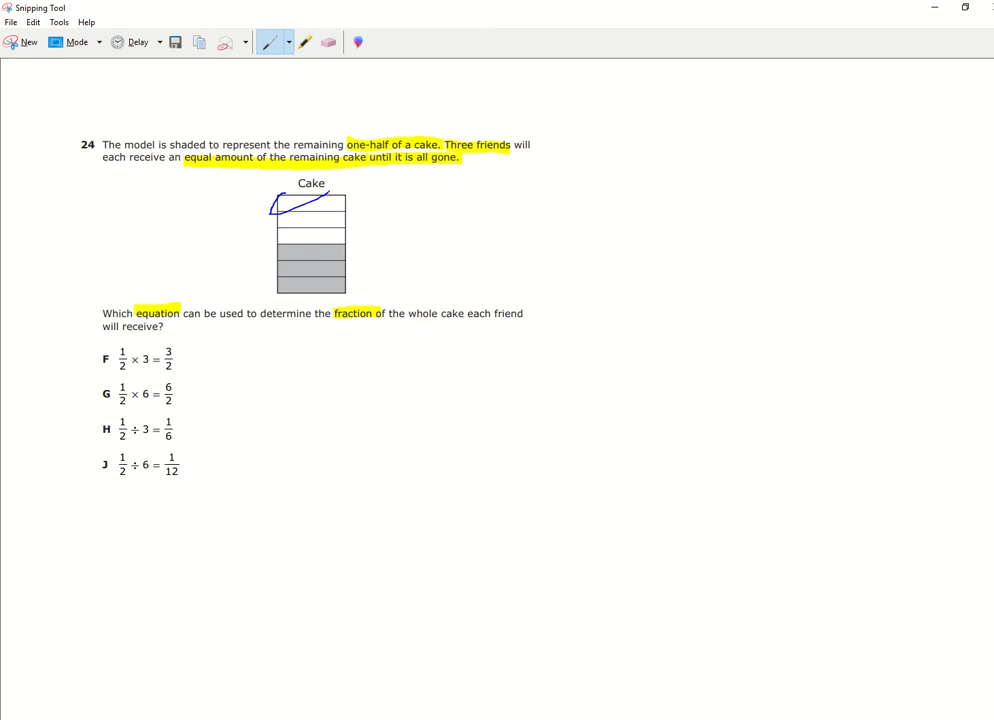 Snipping Tool
File Edit Tools Help
New Mode Delay
24 The model is shaded to represent the remaining one-half of a cake. Three friends will
each receive an equal amount of the remaining cake until it is all gone.
Cake
Which equation can be used to determine the fraction of the whole cake each friend
will receive?
F 1/2 × 3 = 3/2
G 1/2 × 6 = 6/2
H 1/2 ÷ 3 = 1/6
J 1/2 ÷ 6 = 1/12